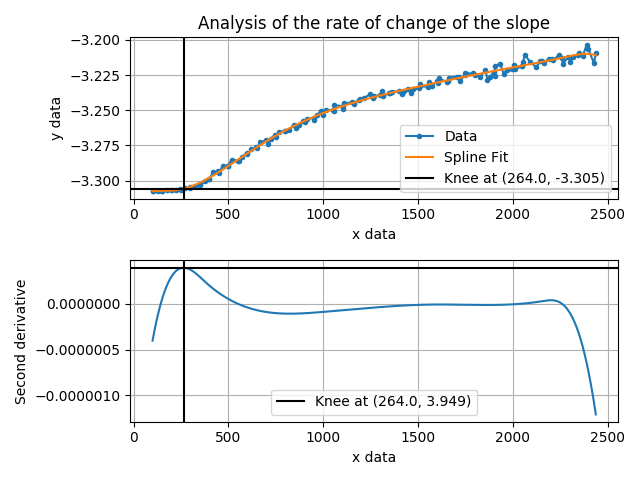 Analysis of the rate of change of the slope
−3.200
−3.225
−3.250
−3.275
−3.300
y data
Data
Spline Fit
Knee at (264.0, -3.305)
0 500 1000 1500 2000 2500
x data
0.0000000
−0.0000005
−0.0000010
Second derivative
Knee at (264.0, 3.949)
0 500 1000 1500 2000 2500
x data